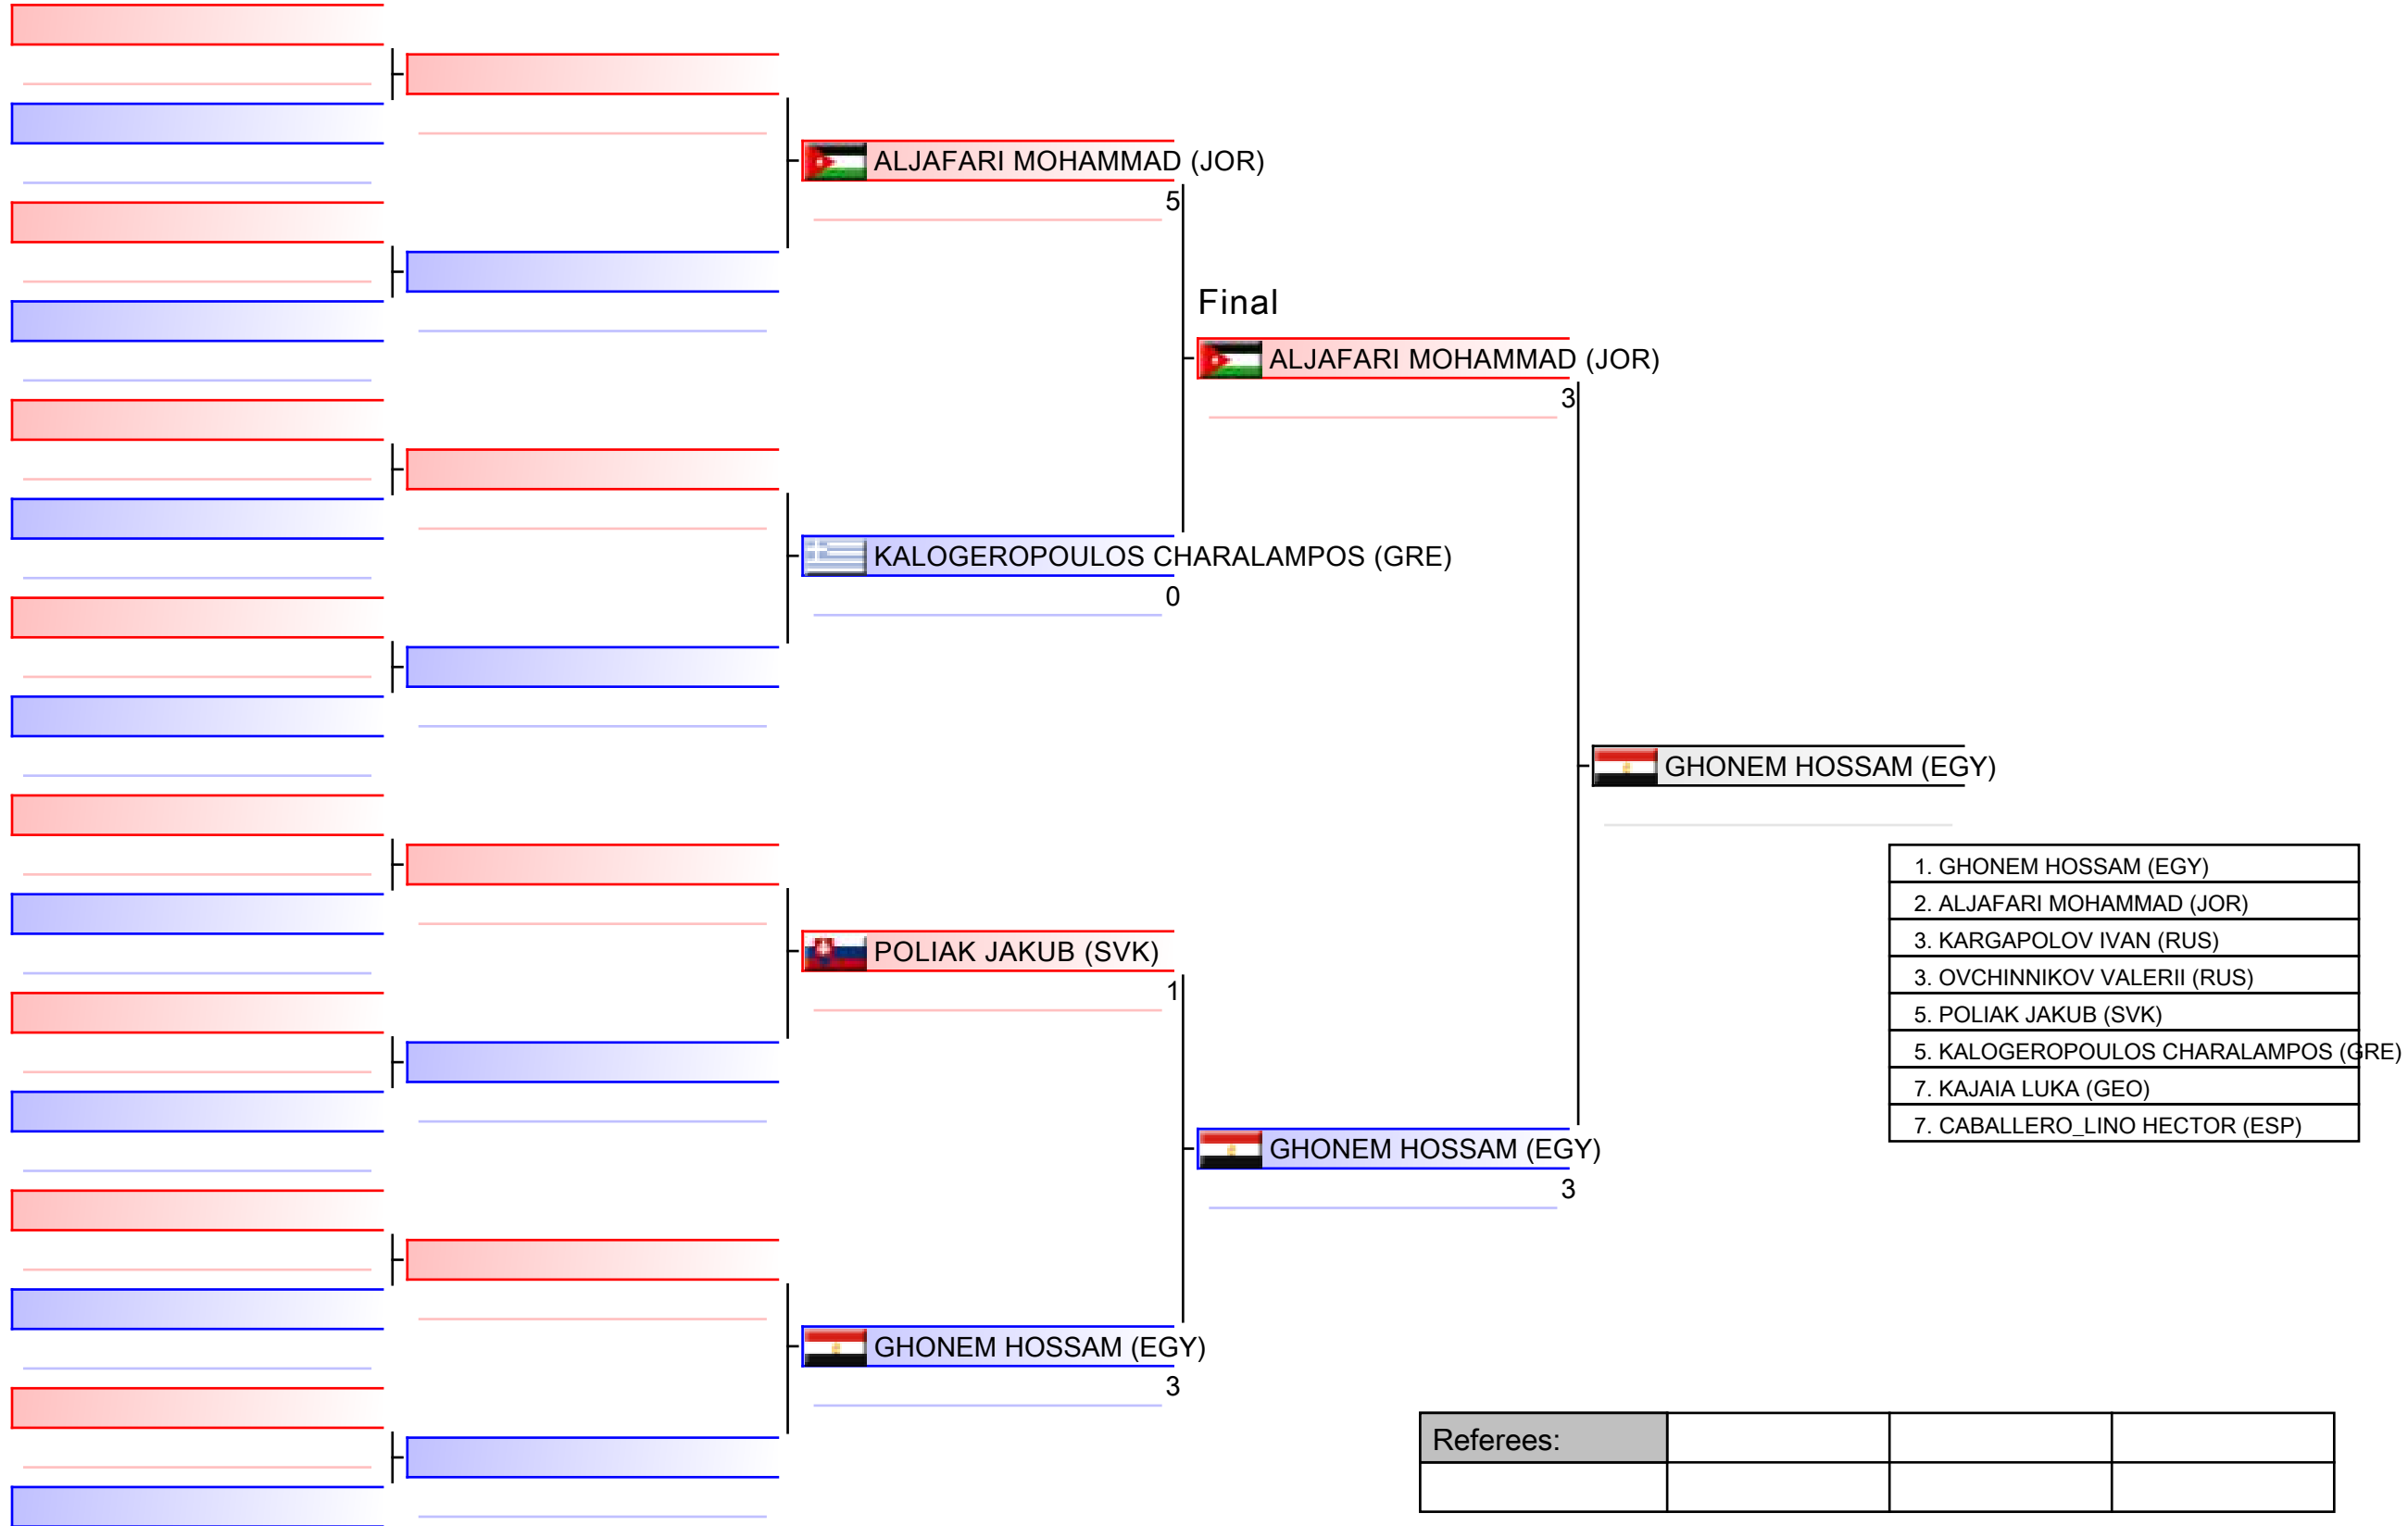 ALJAFARI MOHAMMAD (JOR)
5
Final
ALJAFARI MOHAMMAD (JOR)
3
KALOGEROPOULOS CHARALAMPOS (GRE)
0
GHONEM HOSSAM (EGY)
1. GHONEM HOSSAM (EGY)
2. ALJAFARI MOHAMMAD (JOR)
3. KARGAPOLOV IVAN (RUS)
3. OVCHINNIKOV VALERII (RUS)
5. POLIAK JAKUB (SVK)
5. KALOGEROPOULOS CHARALAMPOS (GRE)
7. KAJAIA LUKA (GEO)
7. CABALLERO_LINO HECTOR (ESP)
POLIAK JAKUB (SVK)
1
GHONEM HOSSAM (EGY)
3
GHONEM HOSSAM (EGY)
3
Referees: